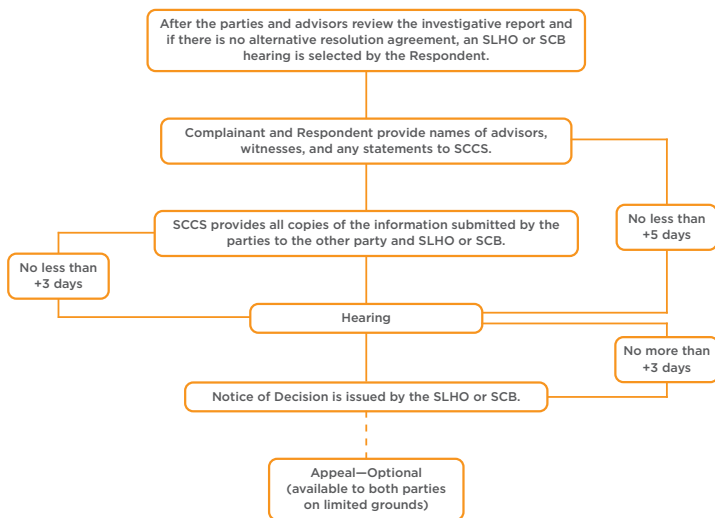 After the parties and advisors review the investigative report and
if there is no alternative resolution agreement, an SLHO or SCB
hearing is selected by the Respondent.
Complainant and Respondent provide names of advisors,
witnesses, and any statements to SCCS.
No less than
+5 days
SCCS provides all copies of the information submitted by the
parties to the other party and SLHO or SCB.
No less than
+3 days
Hearing
No more than
+3 days
Notice of Decision is issued by the SLHO or SCB.
Appeal—Optional
(available to both parties
on limited grounds)